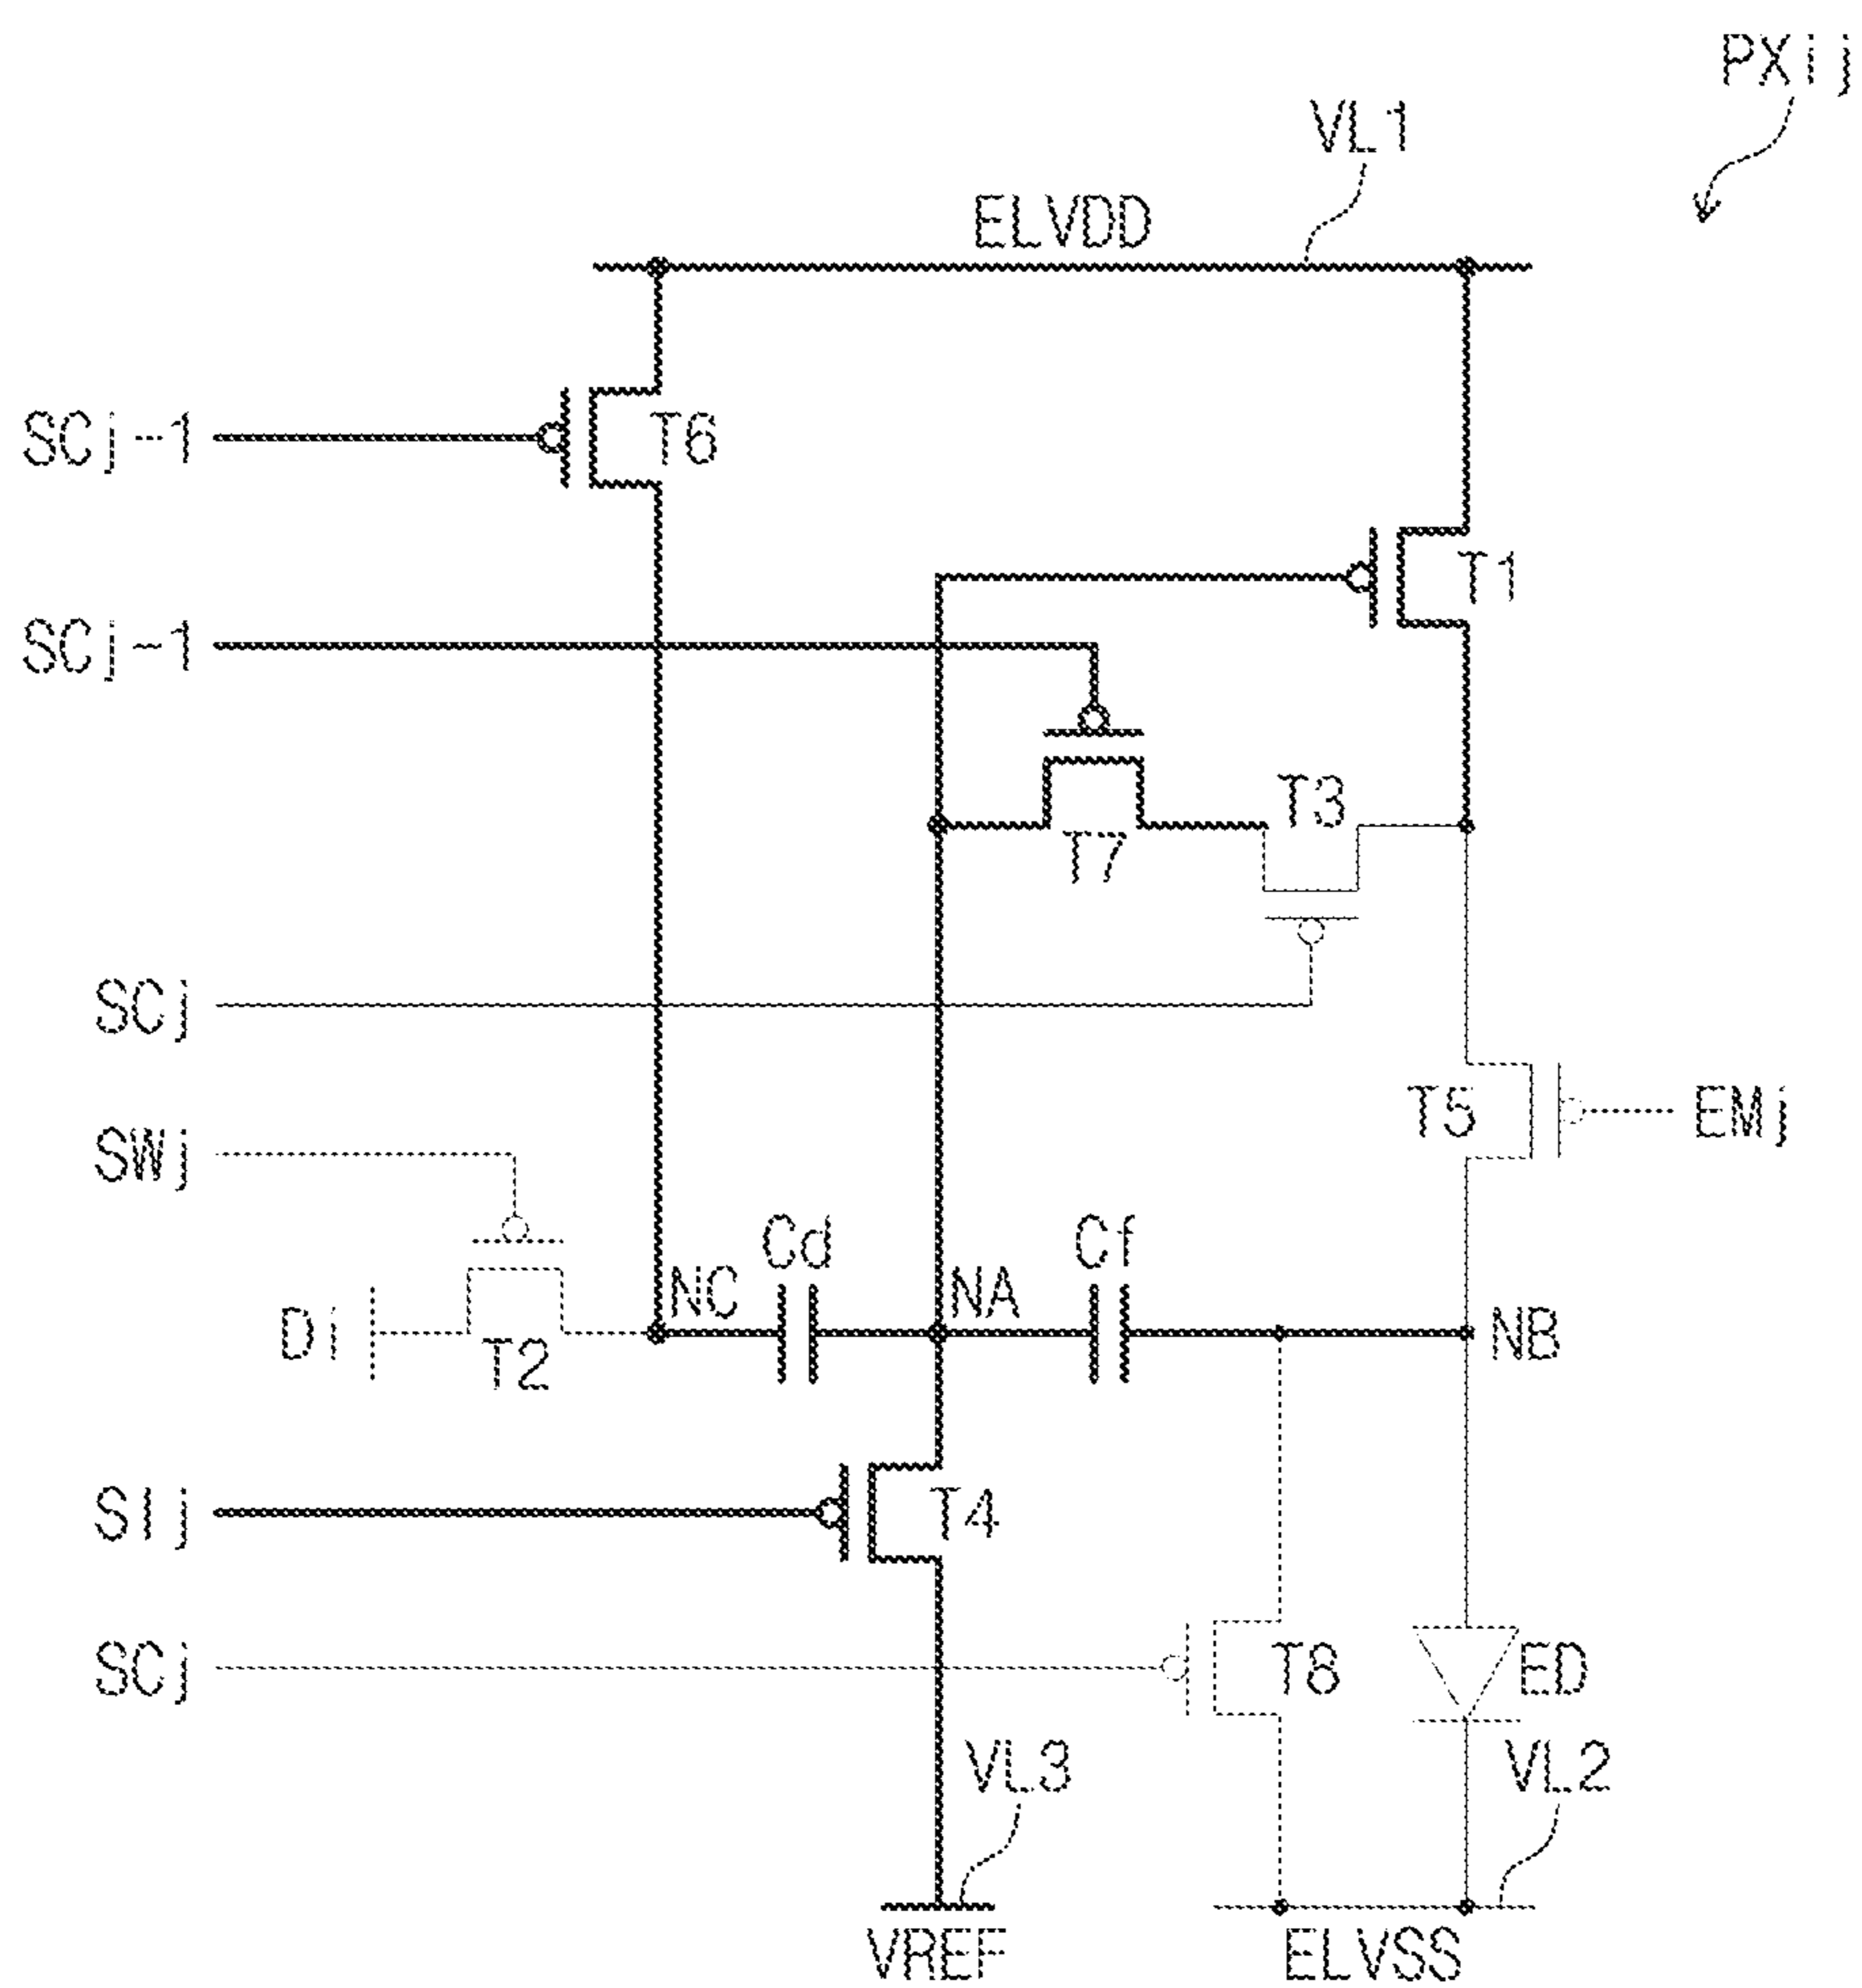 PXij
VL1
ELVDD
SCj-1
T6
T1
SCj-1
T3
T7
SCj
T5
EMj
SWj
Cd
Cf
NC
NA
NB
Di
T2
SIj
T4
SCj
T8
ED
VL3
VL2
VREF
ELVSS